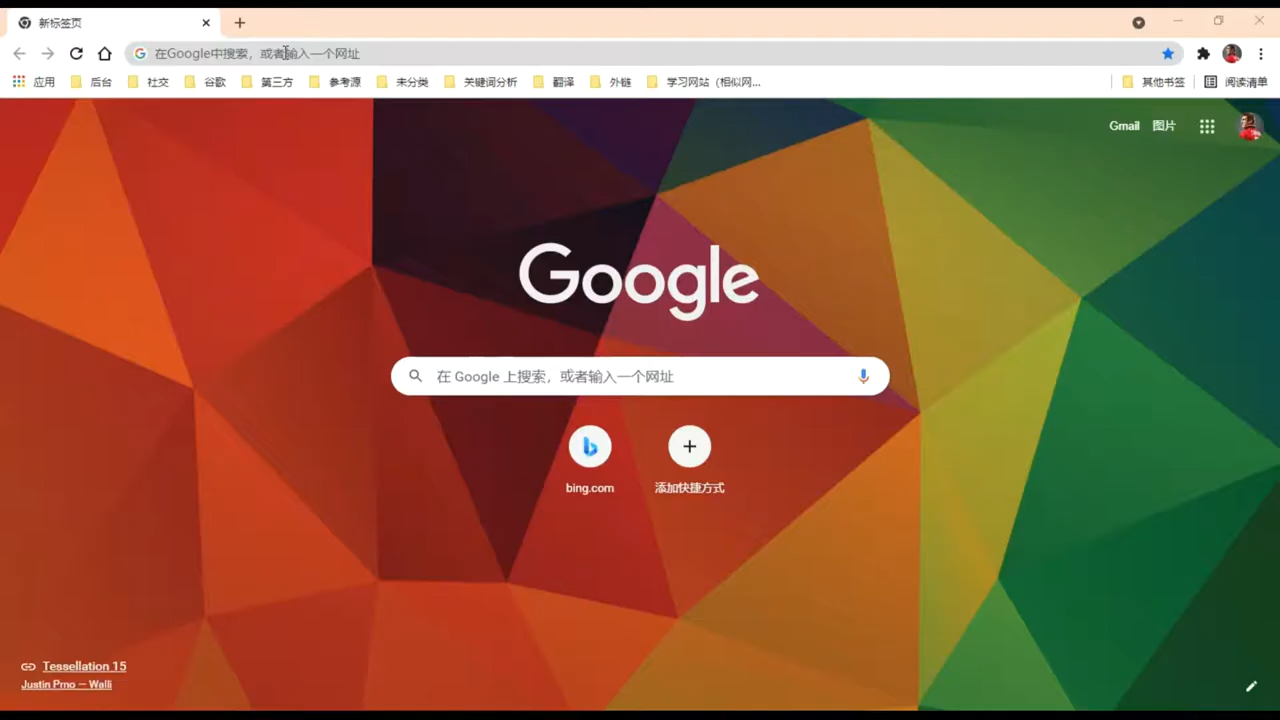 新标签页
在Google中搜索，或者输入一个网址
应用 后台 社交 谷歌 第三方 参考源 未分类 关键词分析 翻译 外链 学习网站（相似网... 其他书签 阅读清单
Gmail 图片
Google
在 Google 上搜索，或者输入一个网址
bing.com 添加快捷方式
Tessellation 15
Justin Prno — Walli